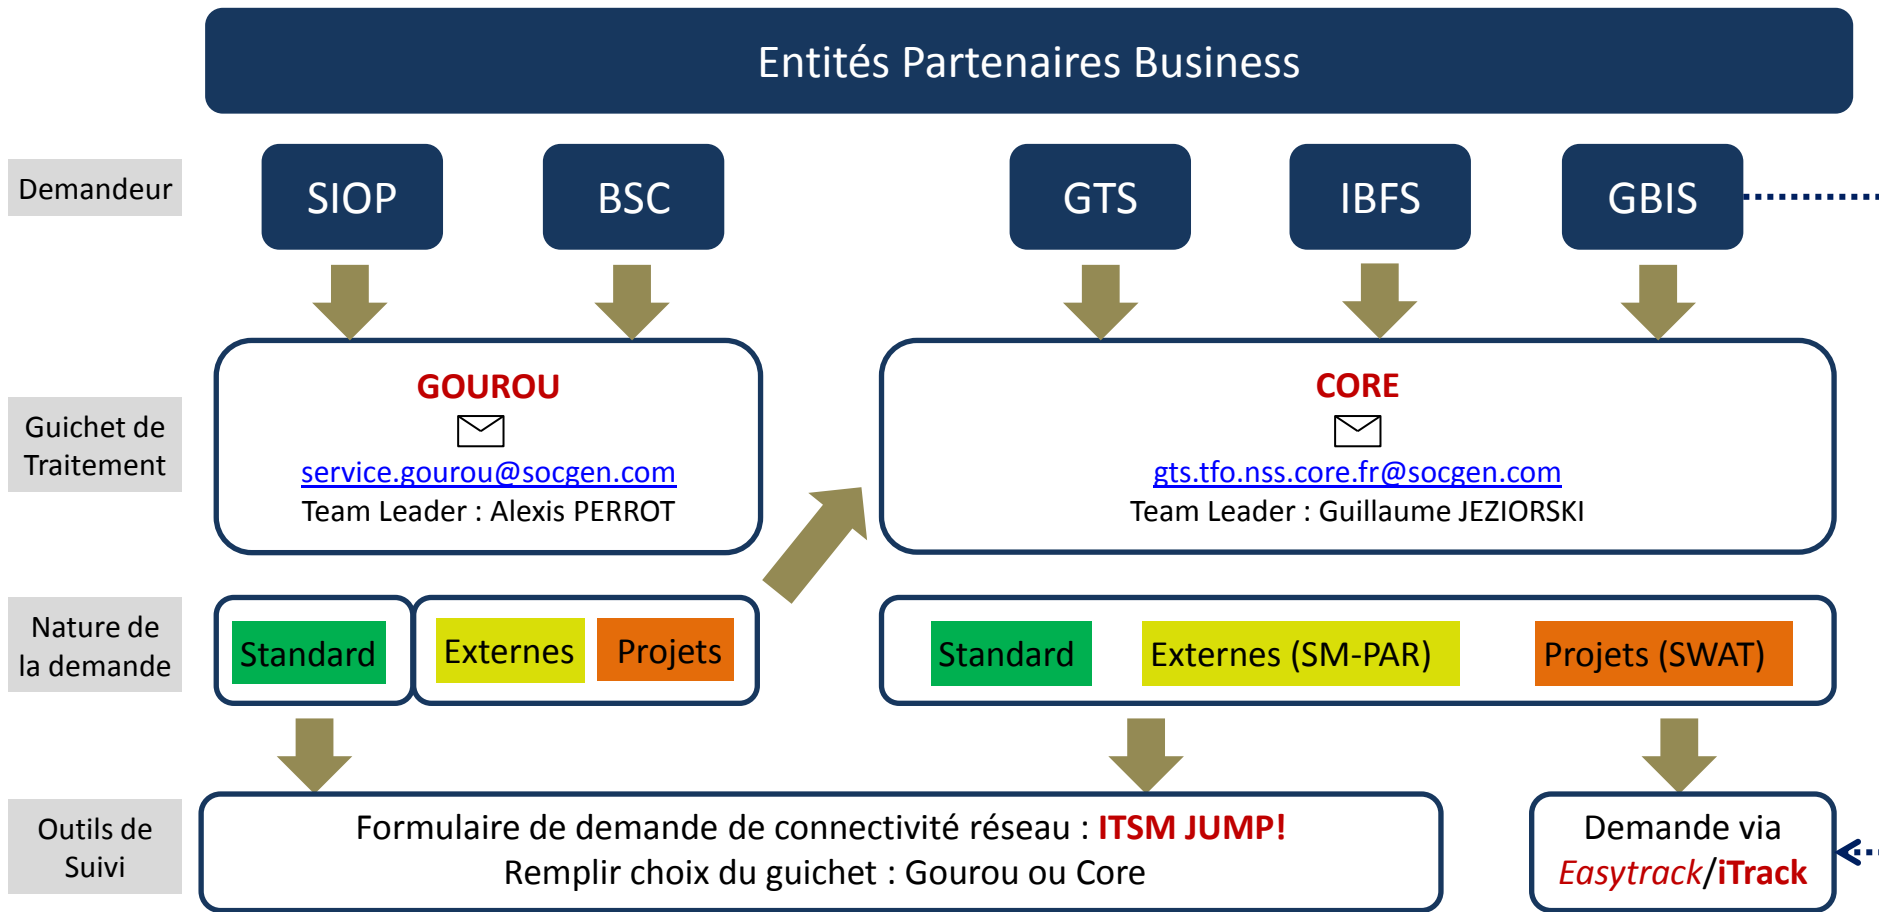 Entités Partenaires Business
Demandeur
SIOP
BSC
GTS
IBFS
GBIS
Guichet de
Traitement
GOUROU
service.gourou@socgen.com
Team Leader : Alexis PERROT
CORE
gts.tfo.nss.core.fr@socgen.com
Team Leader : Guillaume JEZIORSKI
Nature de
la demande
Standard
Externes
Projets
Standard
Externes (SM-PAR)
Projets (SWAT)
Outils de
Suivi
Formulaire de demande de connectivité réseau : ITSM JUMP!
Remplir choix du guichet : Gourou ou Core
Demande via
Easytrack/iTrack